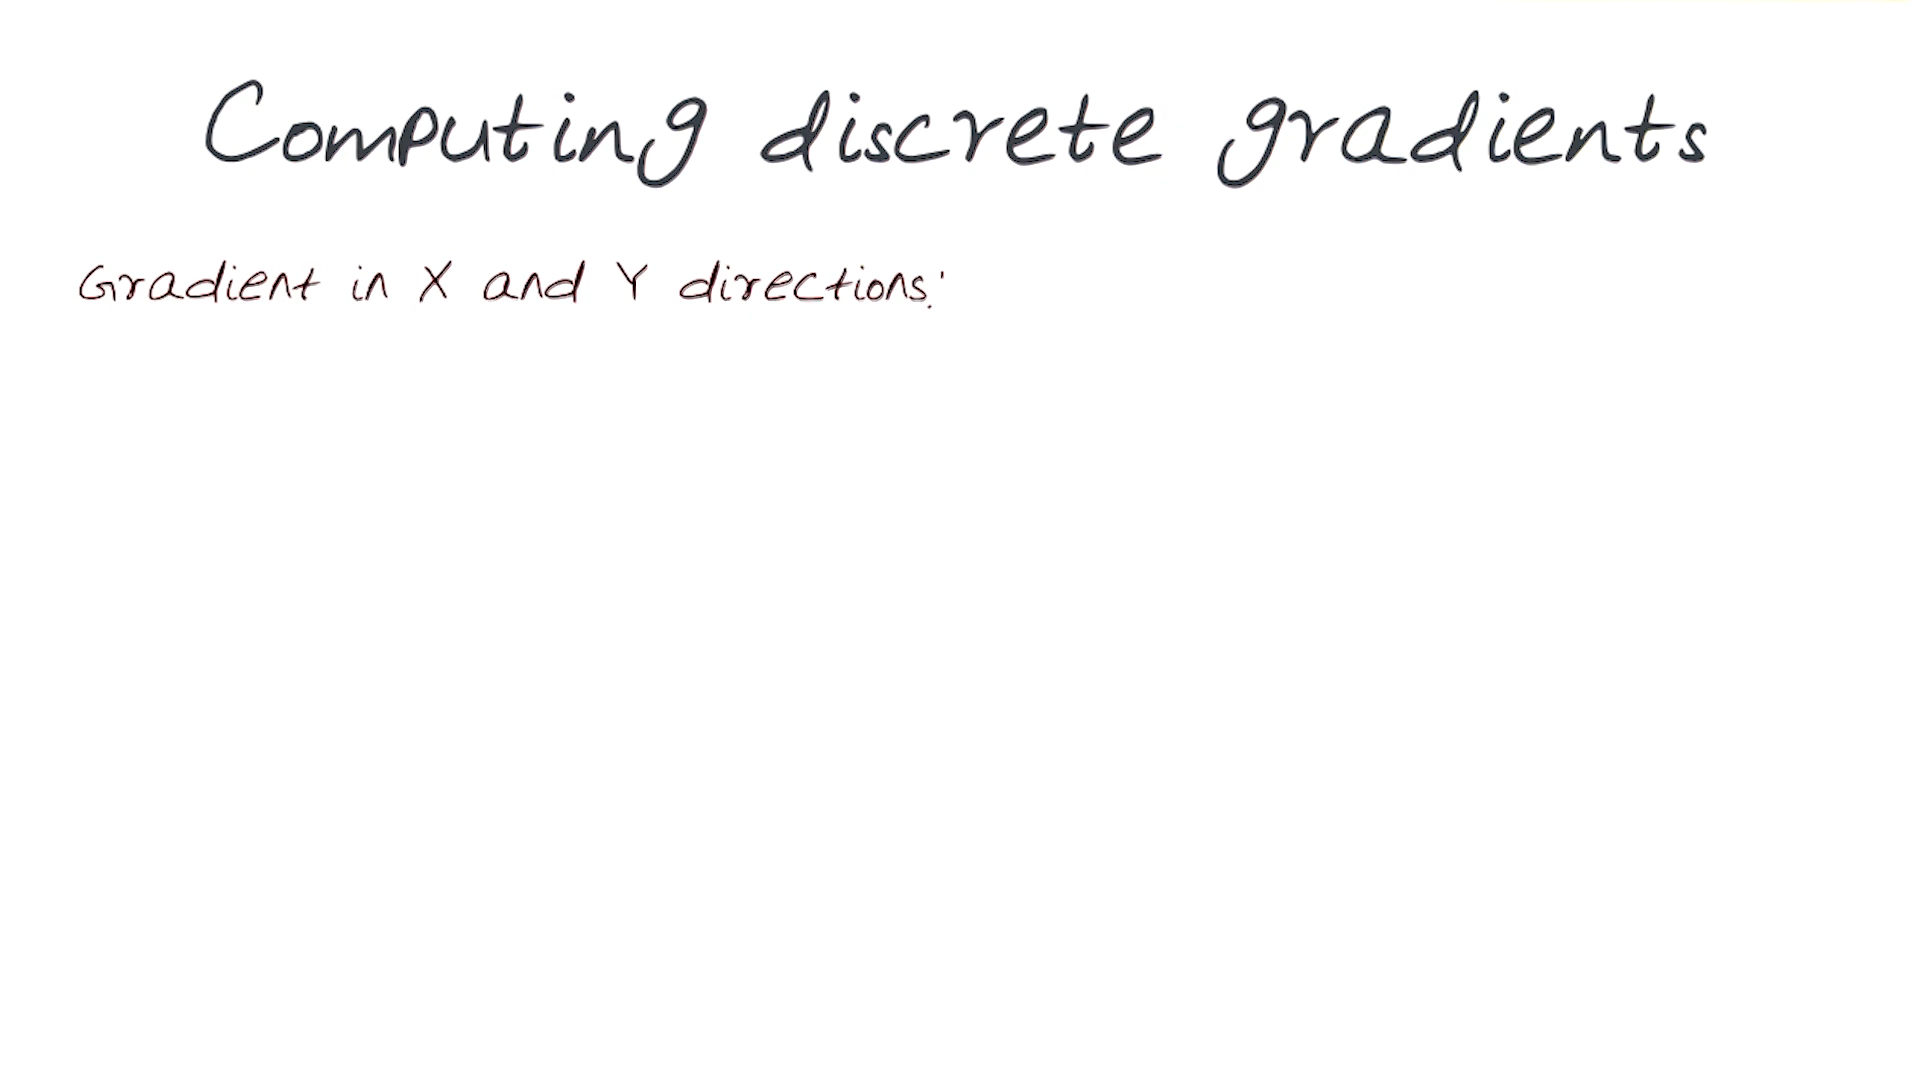 Computing discrete gradients
Gradient in X and Y directions: